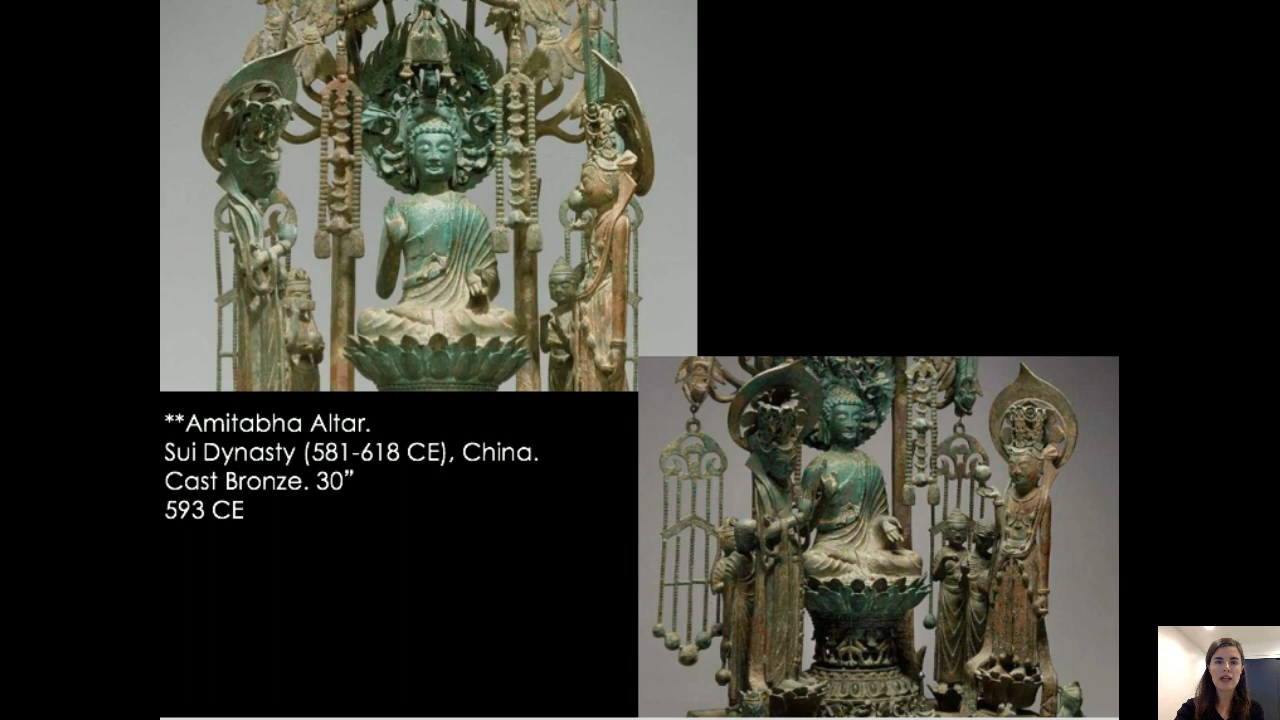 **Amitabha Altar.
Sui Dynasty (581-618 CE), China.
Cast Bronze. 30”
593 CE